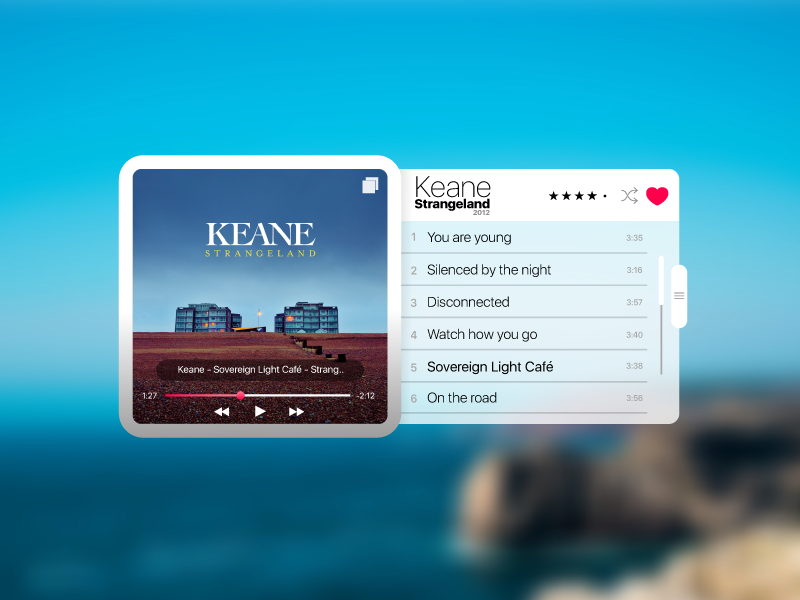 KEANE
STRANGELAND
Keane - Sovereign Light Café - Strang..
1:27
-2:12
Keane
Strangeland
2012
1 You are young 3:35
2 Silenced by the night 3:16
3 Disconnected 3:57
4 Watch how you go 3:40
5 Sovereign Light Café 3:38
6 On the road 3:56